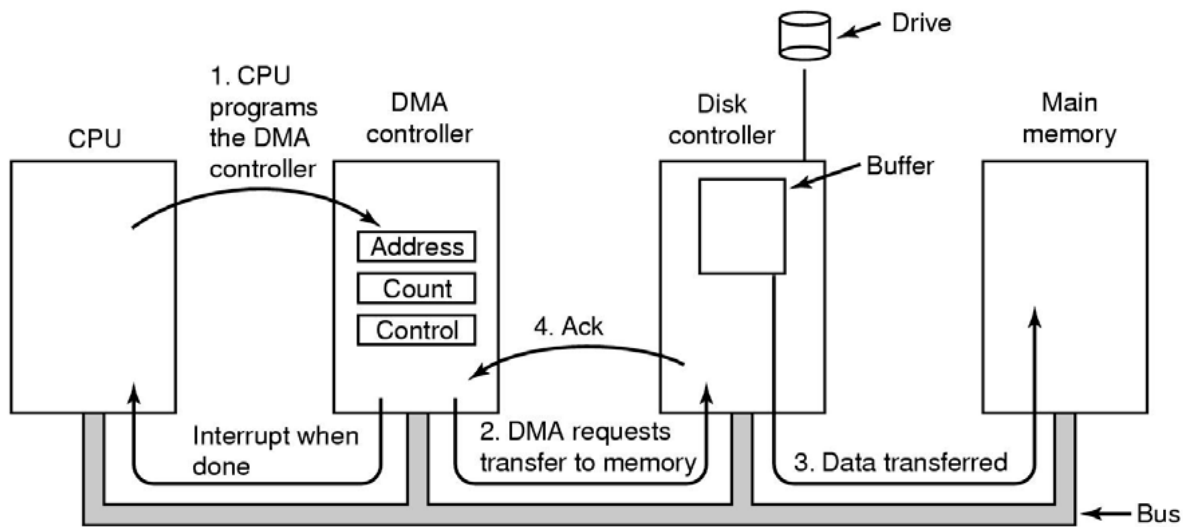 Drive
1. CPU
programs
the DMA
controller
DMA
controller
Disk
controller
Main
memory
CPU
Buffer
Address
Count
Control
4. Ack
Interrupt when
done
2. DMA requests
transfer to memory
3. Data transferred
Bus